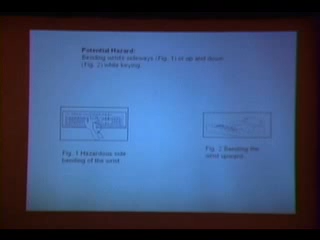 Potential Hazard:
Bending wrists sideways (Fig. 1) or up and down
(Fig. 2) while keying.
Fig. 1 Hazardous side
bending of the wrist.
Fig. 2 Bending the
wrist upward.